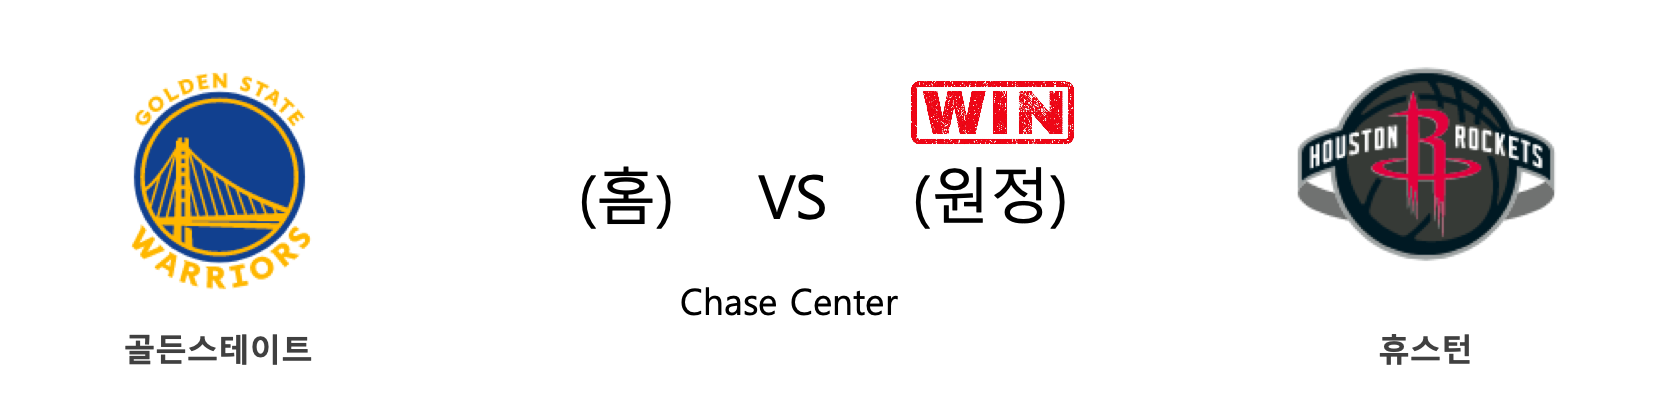 GOLDEN STATE
WARRIORS
골든스테이트
WIN
(홈) VS (원정)
Chase Center
HOUSTON ROCKETS
R
휴스턴